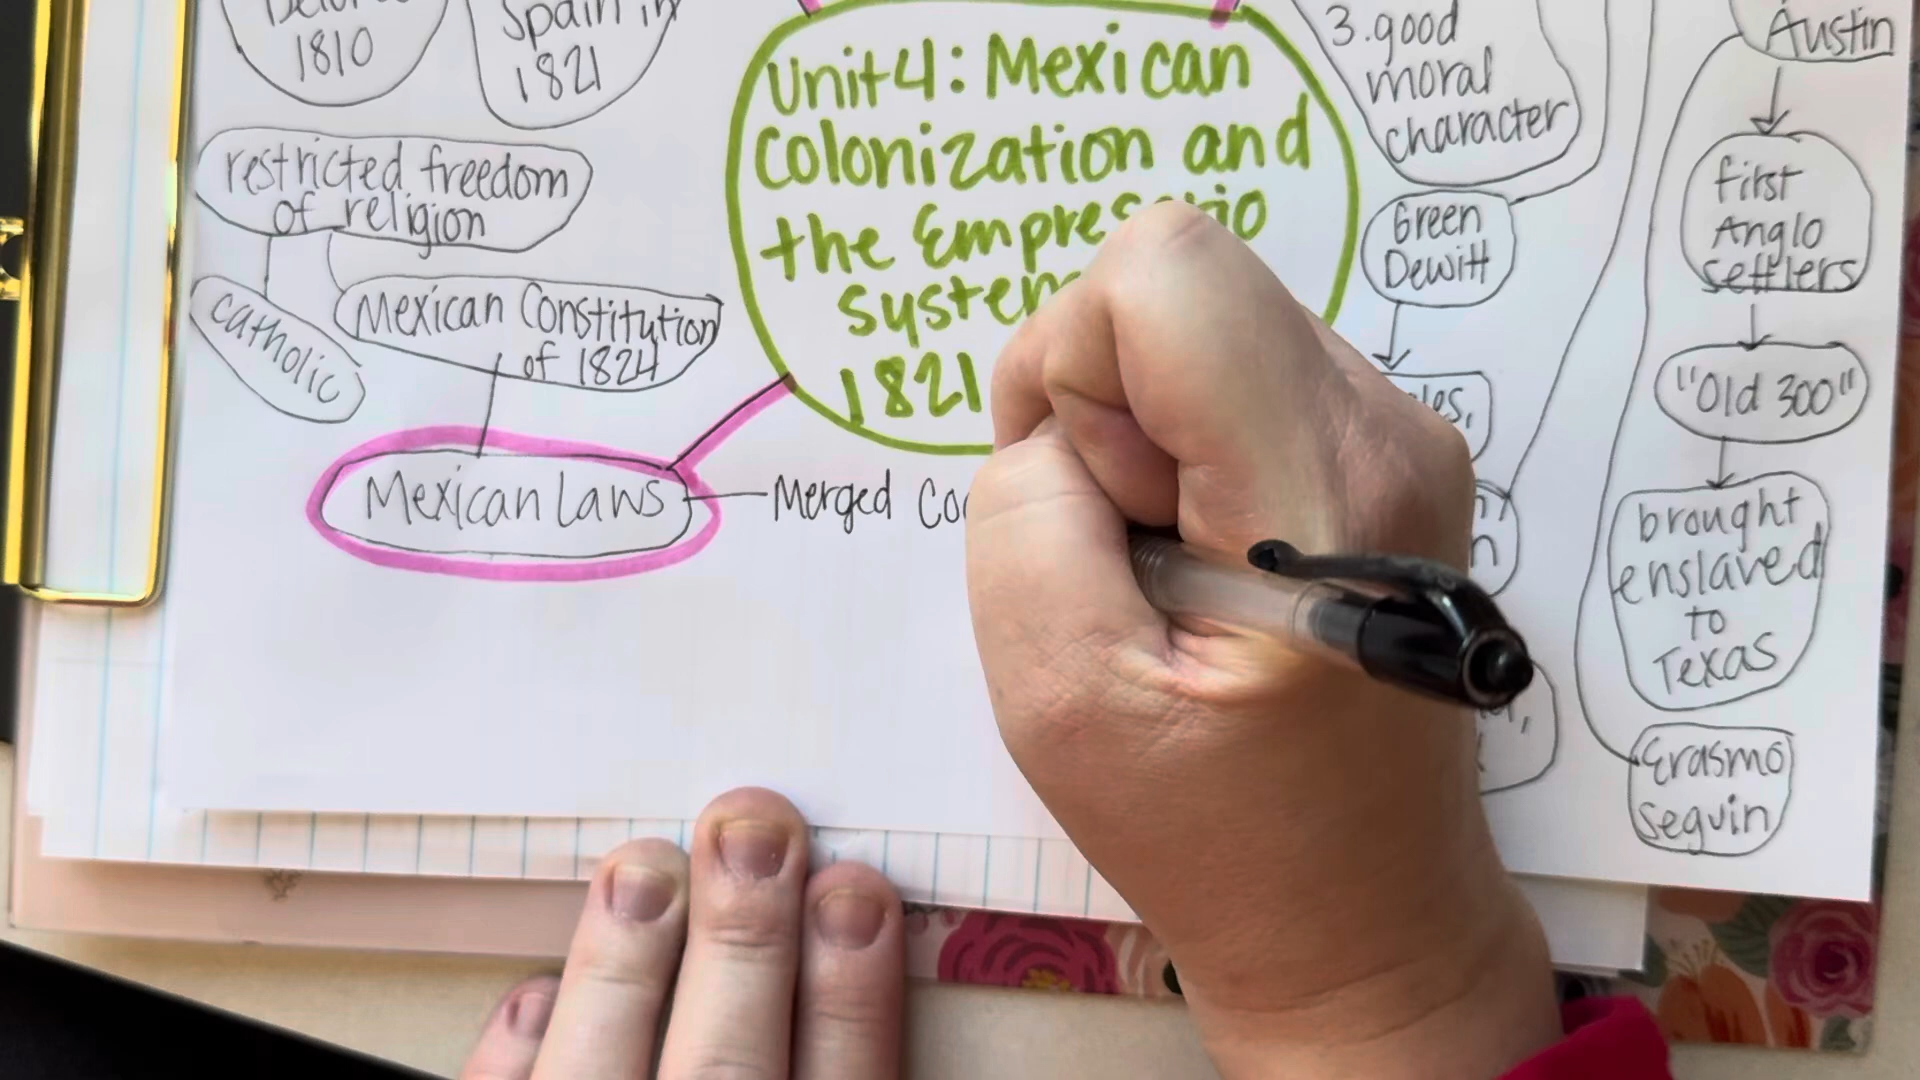 1810
Spain in
1821
Unit 4: Mexican
Colonization and
the
system
1821
3. good
moral
character
Austin
restricted freedom
of religion
catholic
Mexican Constitution
of 1824
Mexican Laws
Merged
Green
Dewitt
first
Anglo
settlers
"Old 300"
brought
enslaved
to
Texas
Erasmo
Seguin